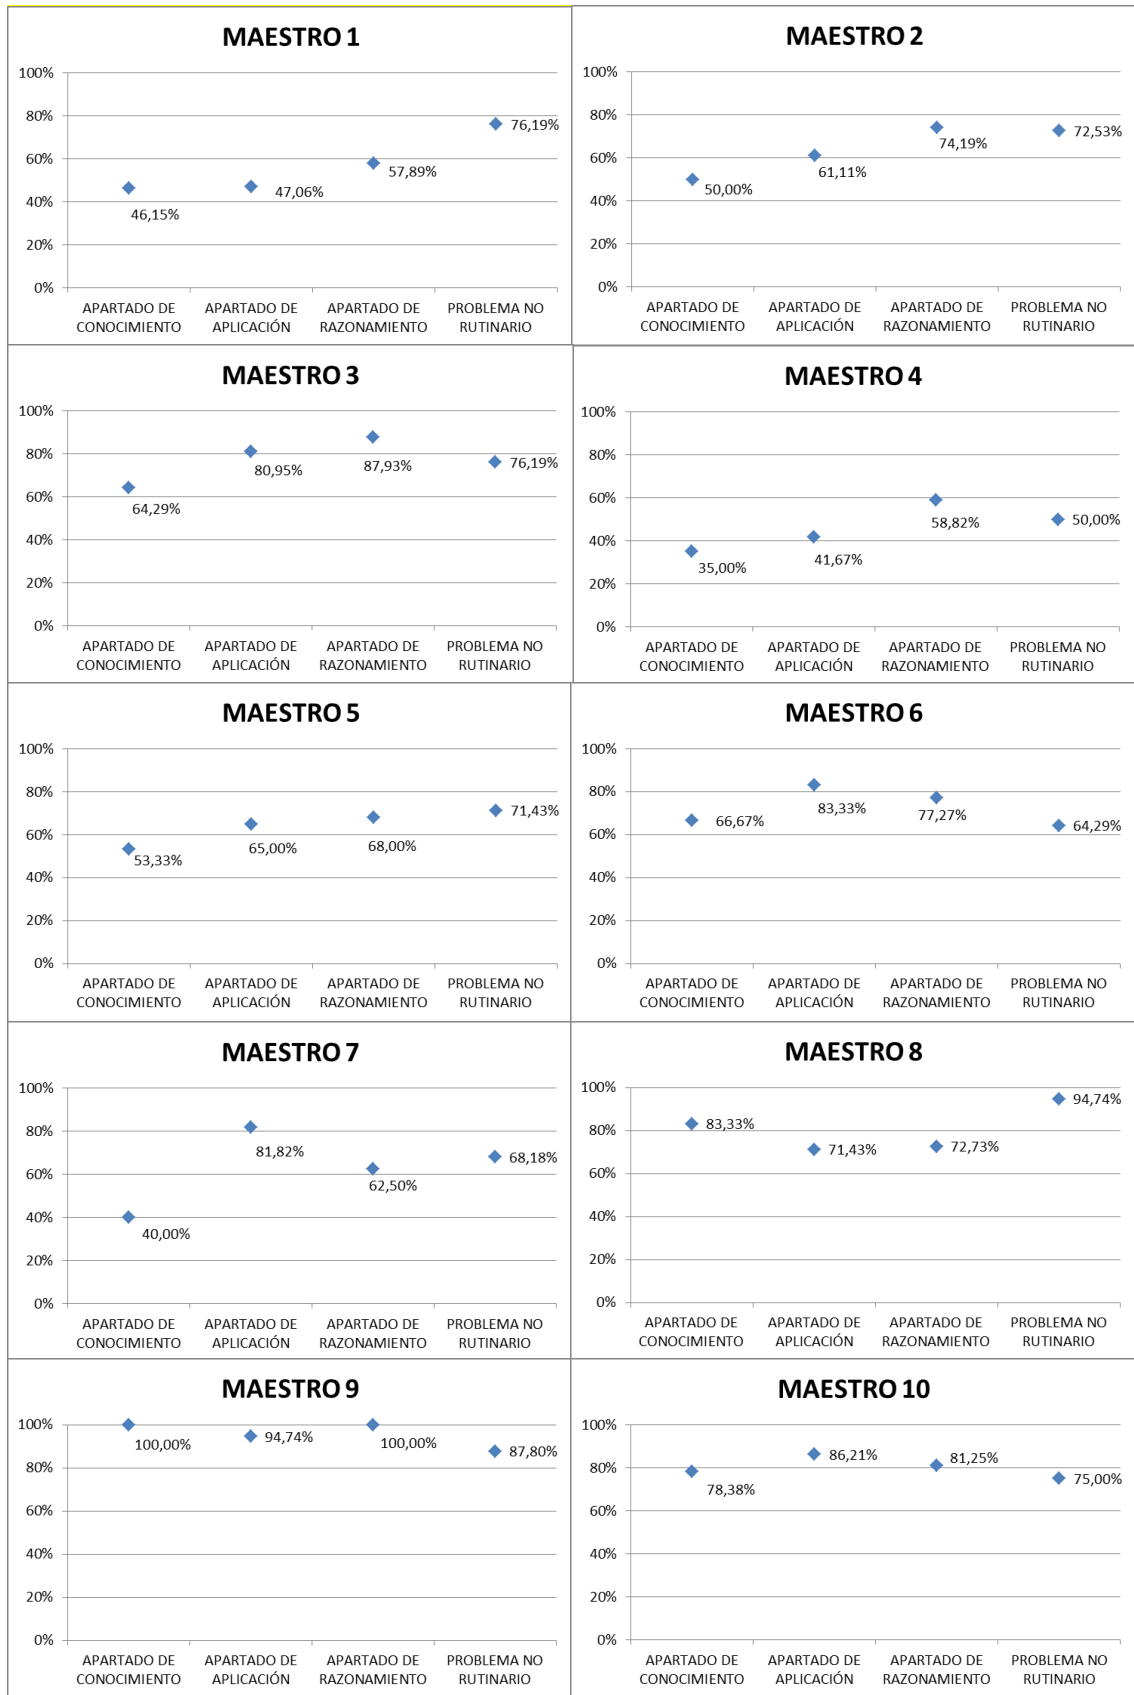 MAESTRO 1
100%
80%
60%
40%
20%
0%
76,19%
57,89%
47,06%
46,15%
APARTADO DE CONOCIMIENTO
APARTADO DE APLICACIÓN
APARTADO DE RAZONAMIENTO
PROBLEMA NO RUTINARIO
MAESTRO 2
100%
80%
60%
40%
20%
0%
50,00%
61,11%
74,19%
72,53%
APARTADO DE CONOCIMIENTO
APARTADO DE APLICACIÓN
APARTADO DE RAZONAMIENTO
PROBLEMA NO RUTINARIO
MAESTRO 3
100%
80%
60%
40%
20%
0%
64,29%
80,95%
87,93%
76,19%
APARTADO DE CONOCIMIENTO
APARTADO DE APLICACIÓN
APARTADO DE RAZONAMIENTO
PROBLEMA NO RUTINARIO
MAESTRO 4
100%
80%
60%
40%
20%
0%
35,00%
41,67%
58,82%
50,00%
APARTADO DE CONOCIMIENTO
APARTADO DE APLICACIÓN
APARTADO DE RAZONAMIENTO
PROBLEMA NO RUTINARIO
MAESTRO 5
100%
80%
60%
40%
20%
0%
53,33%
65,00%
68,00%
71,43%
APARTADO DE CONOCIMIENTO
APARTADO DE APLICACIÓN
APARTADO DE RAZONAMIENTO
PROBLEMA NO RUTINARIO
MAESTRO 6
100%
80%
60%
40%
20%
0%
66,67%
83,33%
77,27%
64,29%
APARTADO DE CONOCIMIENTO
APARTADO DE APLICACIÓN
APARTADO DE RAZONAMIENTO
PROBLEMA NO RUTINARIO
MAESTRO 7
100%
80%
60%
40%
20%
0%
40,00%
81,82%
62,50%
68,18%
APARTADO DE CONOCIMIENTO
APARTADO DE APLICACIÓN
APARTADO DE RAZONAMIENTO
PROBLEMA NO RUTINARIO
MAESTRO 8
100%
80%
60%
40%
20%
0%
83,33%
71,43%
72,73%
94,74%
APARTADO DE CONOCIMIENTO
APARTADO DE APLICACIÓN
APARTADO DE RAZONAMIENTO
PROBLEMA NO RUTINARIO
MAESTRO 9
100%
80%
60%
40%
20%
0%
100,00%
94,74%
100,00%
87,80%
APARTADO DE CONOCIMIENTO
APARTADO DE APLICACIÓN
APARTADO DE RAZONAMIENTO
PROBLEMA NO RUTINARIO
MAESTRO 10
100%
80%
60%
40%
20%
0%
78,38%
86,21%
81,25%
75,00%
APARTADO DE CONOCIMIENTO
APARTADO DE APLICACIÓN
APARTADO DE RAZONAMIENTO
PROBLEMA NO RUTINARIO